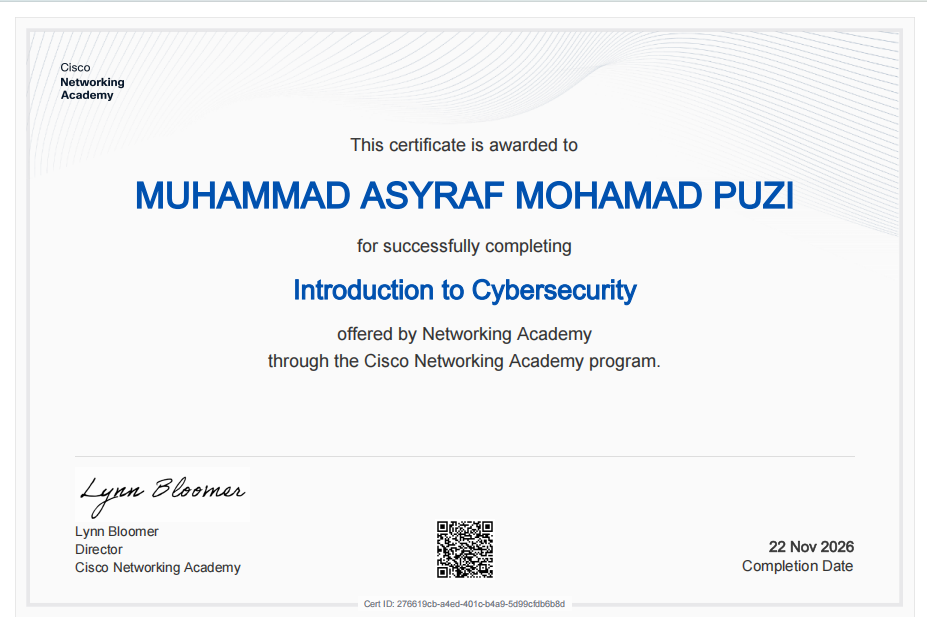 Cisco
Networking
Academy
This certificate is awarded to
MUHAMMAD ASYRAF MOHAMAD PUZI
for successfully completing
Introduction to Cybersecurity
offered by Networking Academy
through the Cisco Networking Academy program.
Lynn Bloomer
Lynn Bloomer
Director
Cisco Networking Academy
22 Nov 2026
Completion Date
Cert ID: 276619cb-a4ed-401c-b4a9-5d99cfdb6b8d